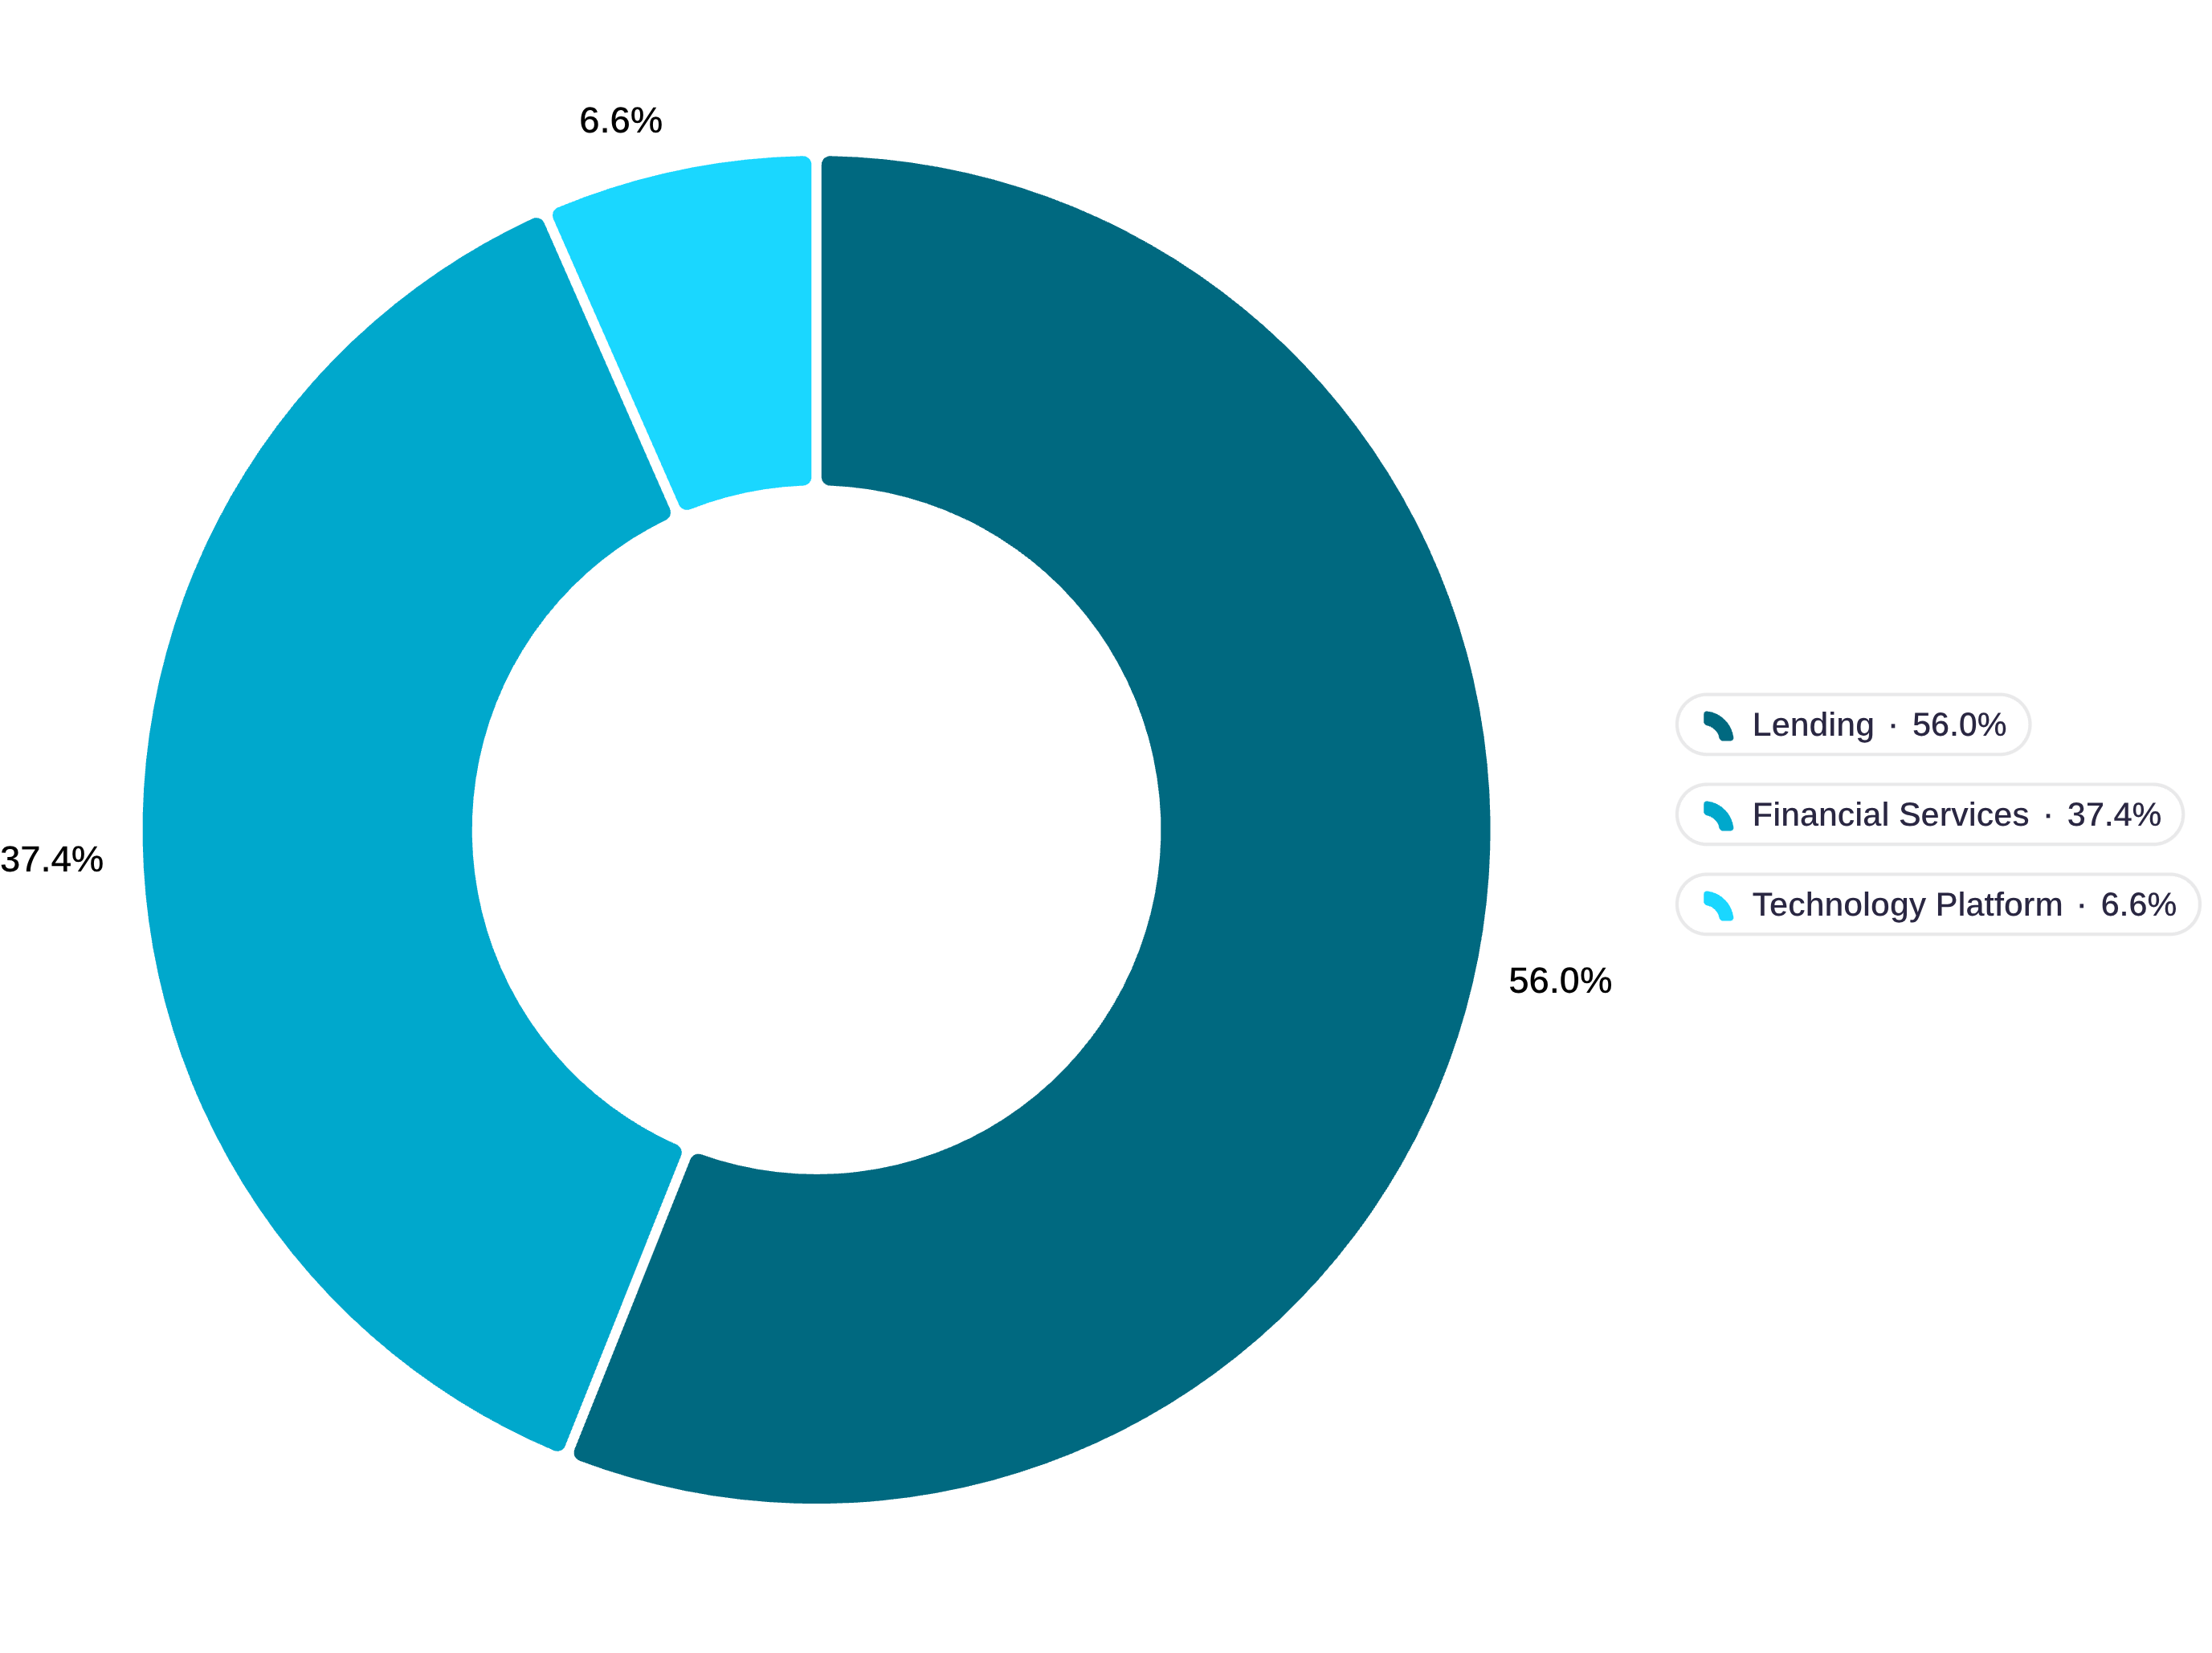 6.6%
37.4%
56.0%
Lending · 56.0%
Financial Services · 37.4%
Technology Platform · 6.6%